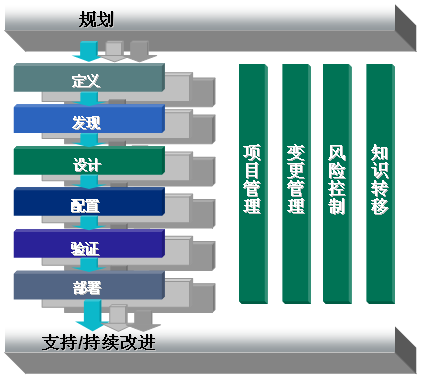 规划
定义
发现
设计
配置
验证
部署
项目管理
变更管理
风险控制
知识转移
支持/持续改进